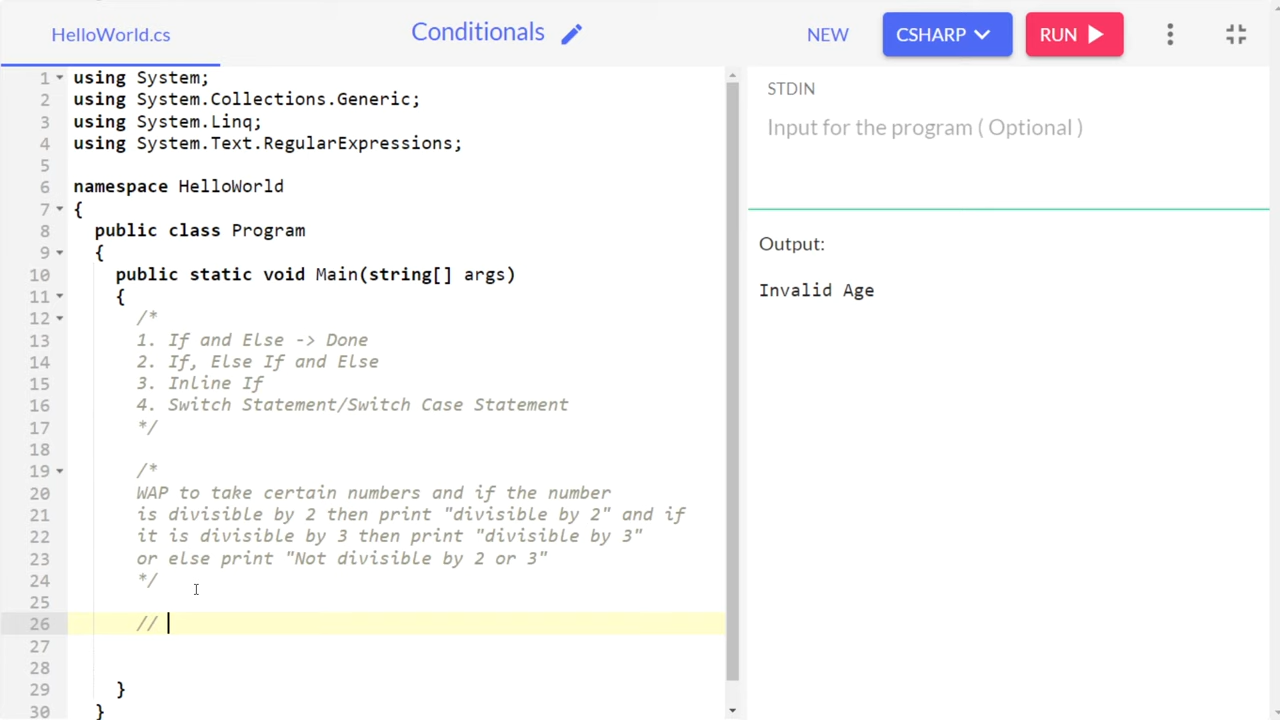 HelloWorld.cs
Conditionals
NEW
CSHARP
RUN
1 using System;
2 using System.Collections.Generic;
3 using System.Linq;
4 using System.Text.RegularExpressions;
5
6 namespace HelloWorld
7 {
8 public class Program
9 {
10 public static void Main(string[] args)
11 {
12 /*
13 1. If and Else -> Done
14 2. If, Else If and Else
15 3. Inline If
16 4. Switch Statement/Switch Case Statement
17 */
18
19 /*
20 WAP to take certain numbers and if the number
21 is divisible by 2 then print "divisible by 2" and if
22 it is divisible by 3 then print "divisible by 3"
23 or else print "Not divisible by 2 or 3"
24 */
25
26 //
27
28
29 }
30 }
STDIN
Input for the program ( Optional )
Output:
Invalid Age